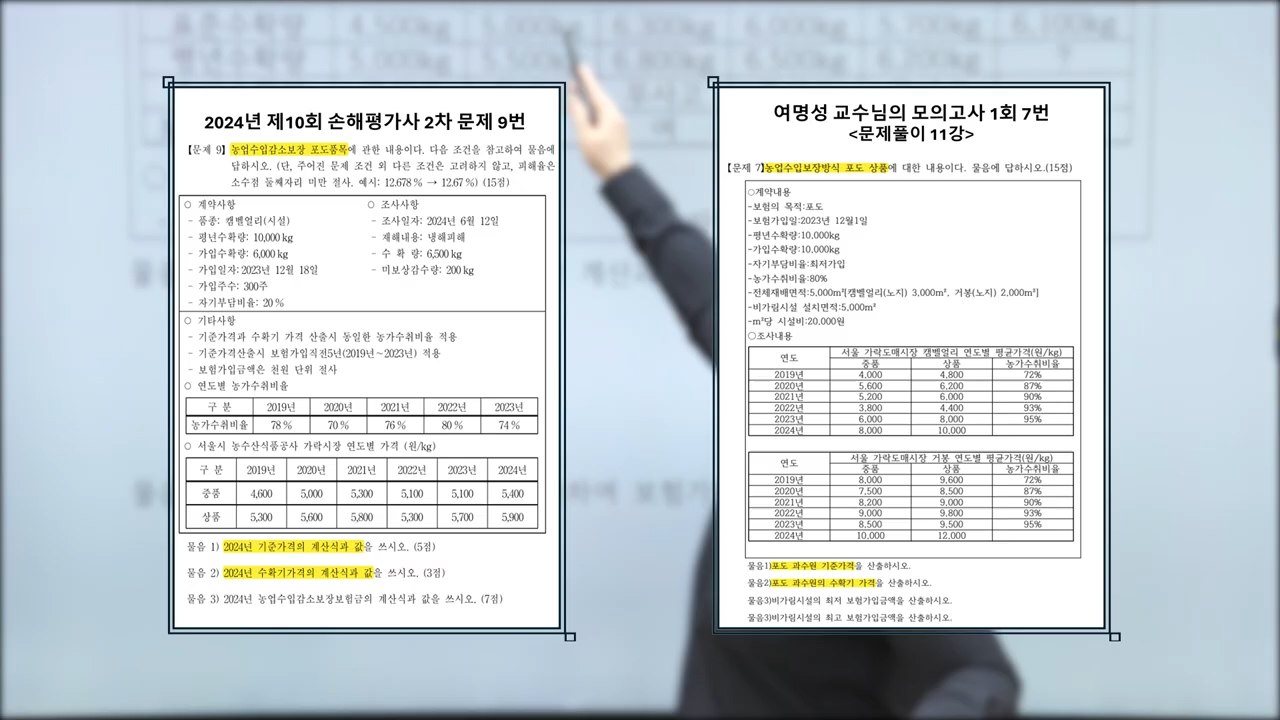 표준수확량 4,500kg 5,000kg 6,300kg 6,000kg 5,700kg 6,100kg
평년수확량 5,000kg 5,500kg 6,800kg 6,500kg 6,200kg ?
2024년 제10회 손해평가사 2차 문제 9번
【문제 9】농업수입감소보장 포도품목에 관한 내용이다. 다음 조건을 참고하여 물음에
답하시오. (단, 주어진 문제 조건 외 다른 조건은 고려하지 않고, 피해율은
소수점 둘째자리 미만 절사. 예시: 12.678 % → 12.67 %) (15점)
○ 계약사항
- 품종: 캠벨얼리(시설)
- 평년수확량: 10,000 kg
- 가입수확량: 6,000 kg
- 가입일자: 2023년 12월 18일
- 가입주수: 300주
- 자기부담비율: 20 %
○ 조사사항
- 조사일자: 2024년 6월 12일
- 재해내용: 냉해피해
- 수 확 량: 6,500 kg
- 미보상감수량: 200 kg
○ 기타사항
- 기준가격과 수확기 가격 산출시 동일한 농가수취비율 적용
- 기준가격산출시 보험가입직전5년(2019년~2023년) 적용
- 보험가입금액은 천원 단위 절사
○ 연도별 농가수취비율
구 분 2019년 2020년 2021년 2022년 2023년
농가수취비율 78 % 70 % 76 % 80 % 74 %
○ 서울시 농수산식품공사 가락시장 연도별 가격 (원/kg)
구 분 2019년 2020년 2021년 2022년 2023년 2024년
중품 4,600 5,000 5,300 5,100 5,100 5,400
상품 5,300 5,600 5,800 5,300 5,700 5,900
물음 1) 2024년 기준가격의 계산식과 값을 쓰시오. (5점)
물음 2) 2024년 수확기가격의 계산식과 값을 쓰시오. (3점)
물음 3) 2024년 농업수입감소보장보험금의 계산식과 값을 쓰시오. (7점)
여명성 교수님의 모의고사 1회 7번
<문제풀이 11강>
【문제 7】농업수입보장방식 포도 상품에 대한 내용이다. 물음에 답하시오.(15점)
○계약내용
-보험의 목적:포도
-보험가입일:2023년 12월1일
-평년수확량:10,000kg
-가입수확량:10,000kg
-자기부담비율:최저가입
-농가수취비율:80%
-전체재배면적:5,000m²[캠벨얼리(노지) 3,000m², 거봉(노지) 2,000m²]
-비가림시설 설치면적:5,000m²
-m²당 시설비:20,000원
○조사내용
연도 서울 가락도매시장 캠벨얼리 연도별 평균가격(원/kg)
중품 상품 농가수취비율
2019년 4,000 4,800 72%
2020년 5,600 6,200 87%
2021년 5,200 6,000 90%
2022년 3,800 4,400 93%
2023년 6,000 8,000 95%
2024년 8,000 10,000
연도 서울 가락도매시장 거봉 연도별 평균가격(원/kg)
중품 상품 농가수취비율
2019년 8,000 9,600 72%
2020년 7,500 8,500 87%
2021년 8,200 9,000 90%
2022년 9,000 9,800 93%
2023년 8,500 9,500 95%
2024년 10,000 12,000
물음1)포도 과수원 기준가격을 산출하시오.
물음2)포도 과수원의 수확기 가격을 산출하시오.
물음3)비가림시설의 최저 보험가입금액을 산출하시오.
물음3)비가림시설의 최고 보험가입금액을 산출하시오.